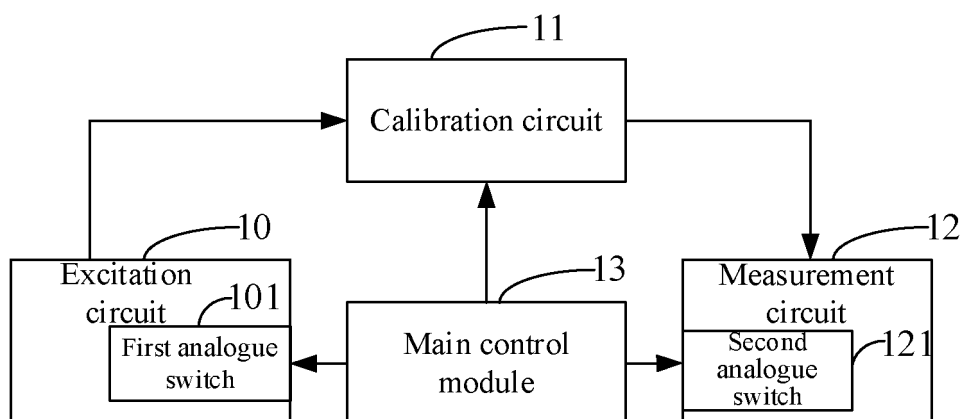 11
Calibration circuit
10
Excitation
circuit
101
First analogue
switch
13
Main control
module
12
Measurement
circuit
Second
analogue
switch
121